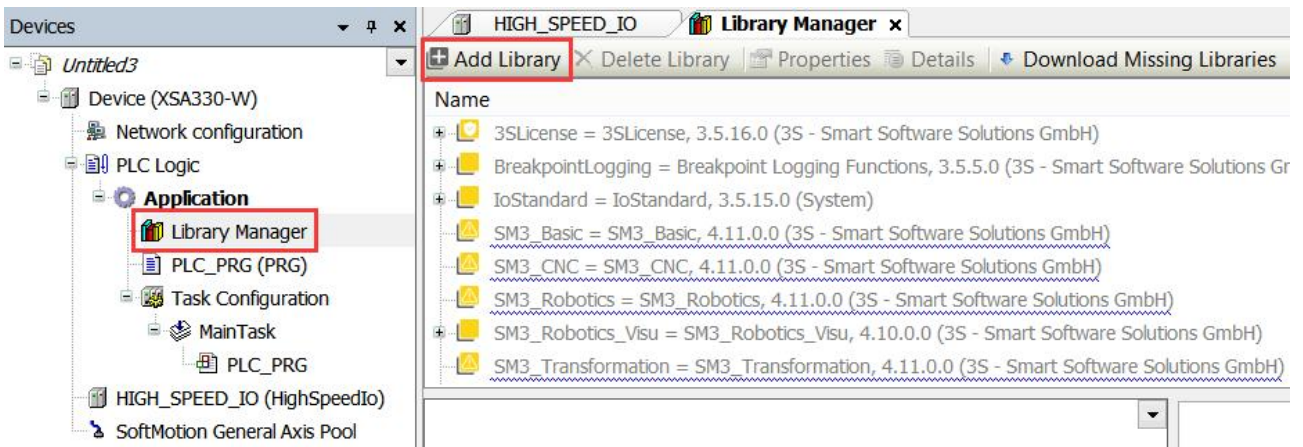 Devices
Untitled3
Device (XSA330-W)
Network configuration
PLC Logic
Application
Library Manager
PLC_PRG (PRG)
Task Configuration
MainTask
PLC_PRG
HIGH_SPEED_IO (HighSpeedIo)
SoftMotion General Axis Pool
HIGH_SPEED_IO Library Manager
Add Library Delete Library Properties Details Download Missing Libraries
Name
3SLicense = 3SLicense, 3.5.16.0 (3S - Smart Software Solutions GmbH)
BreakpointLogging = Breakpoint Logging Functions, 3.5.5.0 (3S - Smart Software Solutions Gr
IoStandard = IoStandard, 3.5.15.0 (System)
SM3_Basic = SM3_Basic, 4.11.0.0 (3S - Smart Software Solutions GmbH)
SM3_CNC = SM3_CNC, 4.11.0.0 (3S - Smart Software Solutions GmbH)
SM3_Robotics = SM3_Robotics, 4.11.0.0 (3S - Smart Software Solutions GmbH)
SM3_Robotics_Visu = SM3_Robotics_Visu, 4.10.0.0 (3S - Smart Software Solutions GmbH)
SM3_Transformation = SM3_Transformation, 4.11.0.0 (3S - Smart Software Solutions GmbH)